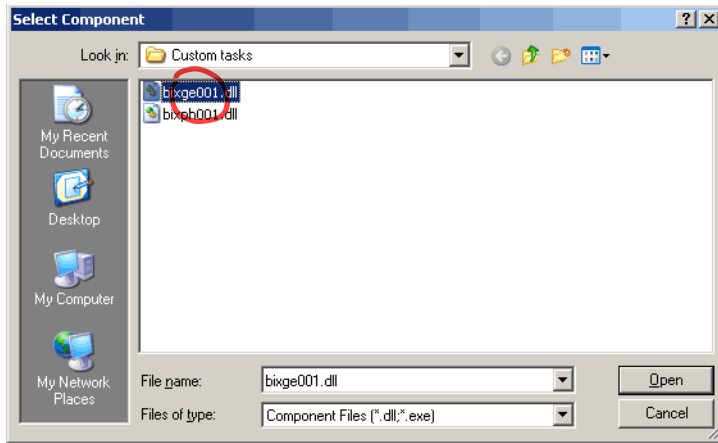 Select Component
Look in: Custom tasks
bixge001.dll
bixph001.dll
My Recent
Documents
Desktop
My Computer
My Network
Places
File name: bixge001.dll Open
Files of type: Component Files (*.dll;*.exe) Cancel